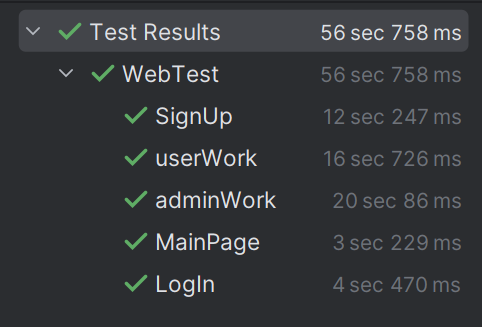 Test Results 56 sec 758 ms
WebTest 56 sec 758 ms
SignUp 12 sec 247 ms
userWork 16 sec 726 ms
adminWork 20 sec 86 ms
MainPage 3 sec 229 ms
LogIn 4 sec 470 ms